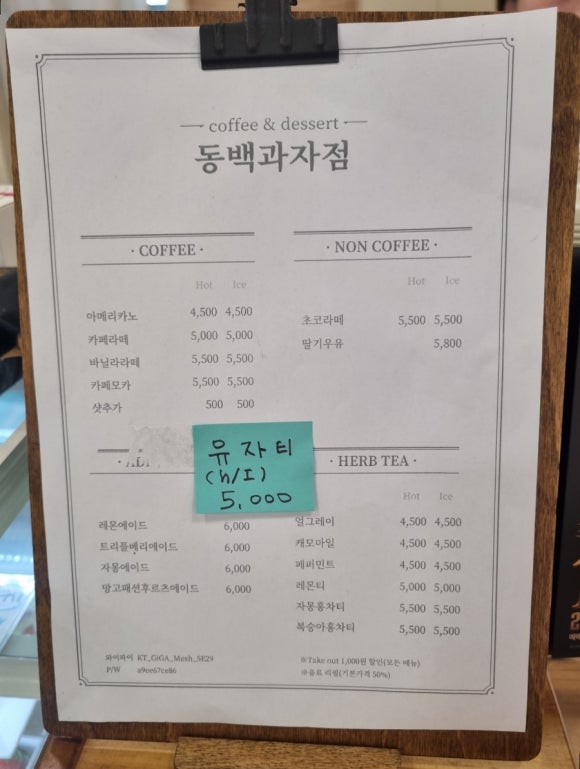 coffee & dessert
동백과자점
· COFFEE ·
Hot Ice
아메리카노 4,500 4,500
카페라떼 5,000 5,000
바닐라라떼 5,500 5,500
카페모카 5,500 5,500
샷추가 500 500
· NON COFFEE ·
Hot Ice
초코라떼 5,500 5,500
딸기우유 5,800
유자티
(h/I)
5,000
레몬에이드 6,000
트리플베리에이드 6,000
자몽에이드 6,000
망고패션후르츠에이드 6,000
· HERB TEA ·
Hot Ice
얼그레이 4,500 4,500
캐모마일 4,500 4,500
페퍼민트 4,500 4,500
레몬티 5,000 5,000
자몽홍차티 5,500 5,500
복숭아홍차티 5,500 5,500
와이파이 KT_GiGA_Mesh_5E29
P/W a9ee67ce86
※Take out 1,000원 할인(모든 메뉴)
※음료 리필(기본가격 50%)